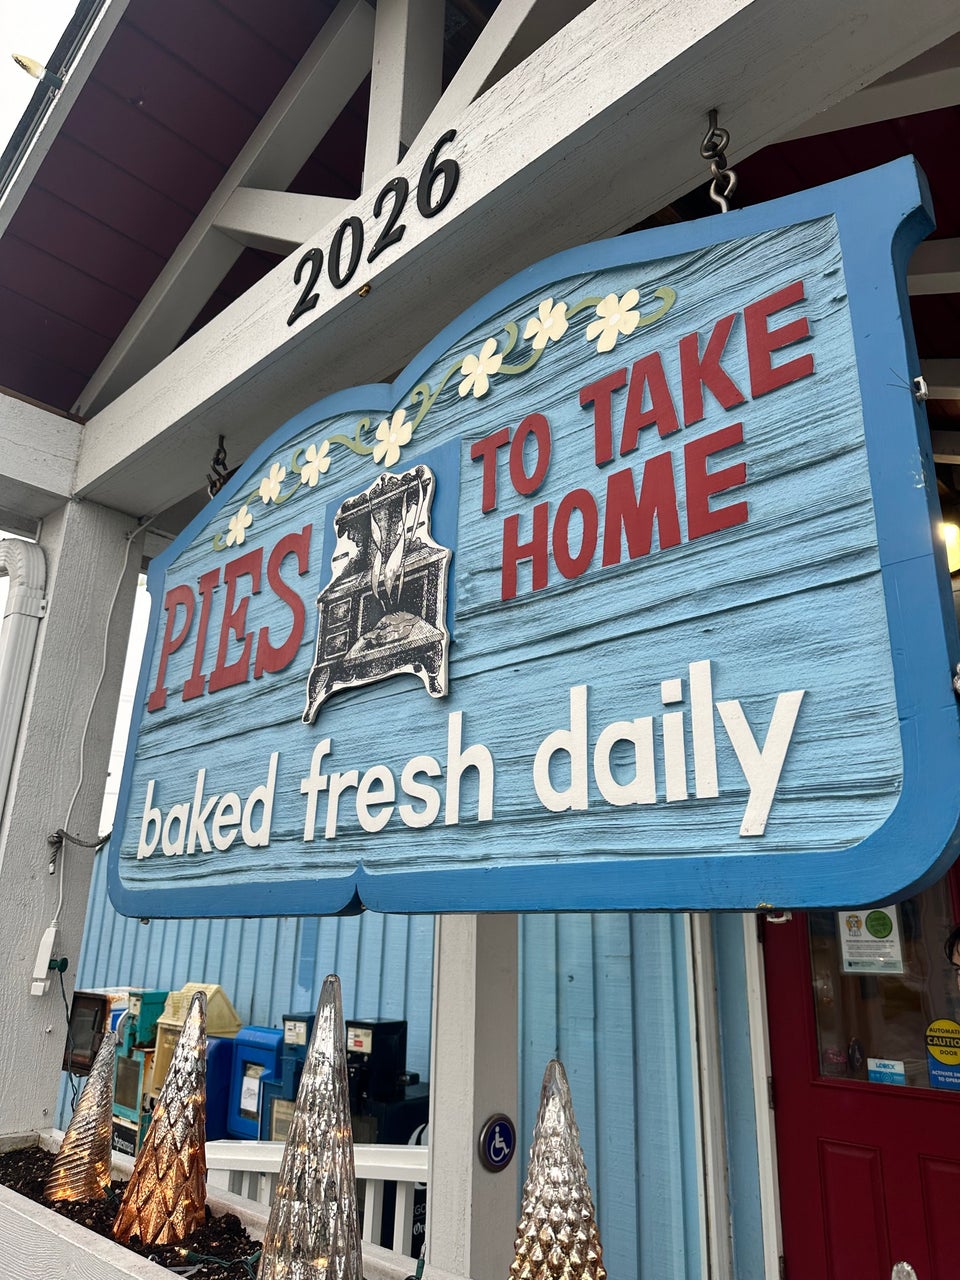 2026
PIES
TO TAKE
HOME
baked fresh daily
CAUTION
DOOR